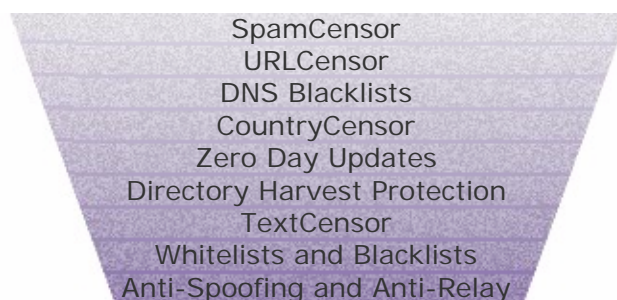 SpamCensor
URLCensor
DNS Blacklists
CountryCensor
Zero Day Updates
Directory Harvest Protection
TextCensor
Whitelists and Blacklists
Anti-Spoofing and Anti-Relay